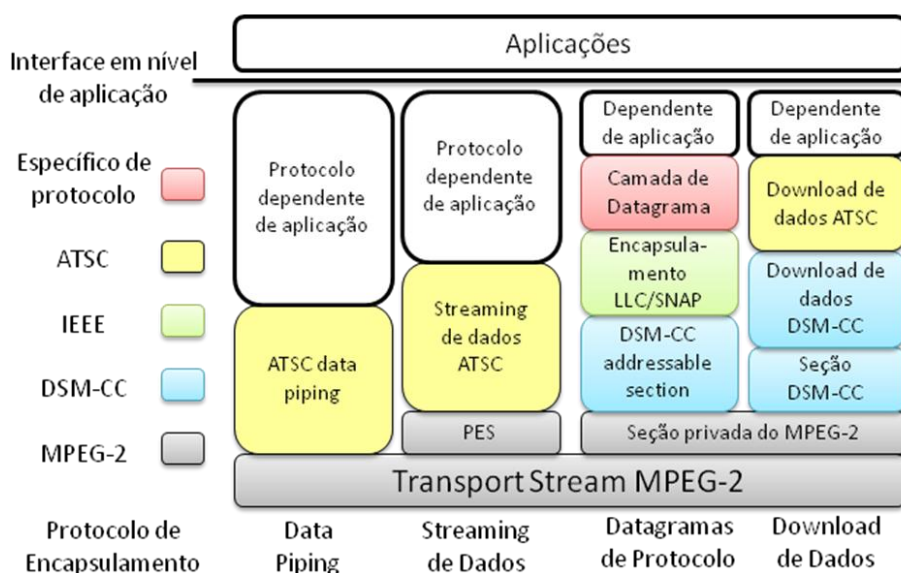 Aplicações
Interface em nível
de aplicação
Específico de
protocolo
ATSC
IEEE
DSM-CC
MPEG-2
Protocolo
dependente
de aplicação
ATSC data
piping
Protocolo
dependente
de aplicação
Streaming
de dados
ATSC
PES
Dependente
de aplicação
Camada de
Datagrama
Encapsula-
mento
LLC/SNAP
DSM-CC
addressable
section
Dependente
de aplicação
Download de
dados ATSC
Download de
dados
DSM-CC
Seção
DSM-CC
Seção privada do MPEG-2
Transport Stream MPEG-2
Protocolo de
Encapsulamento
Data
Piping
Streaming
de Dados
Datagramas
de Protocolo
Download
de Dados